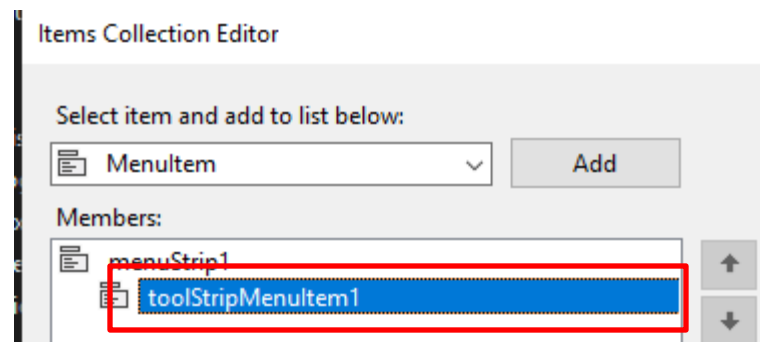 Items Collection Editor
Select item and add to list below:
MenuItem
Add
Members:
menuStrip1
toolStripMenuItem1